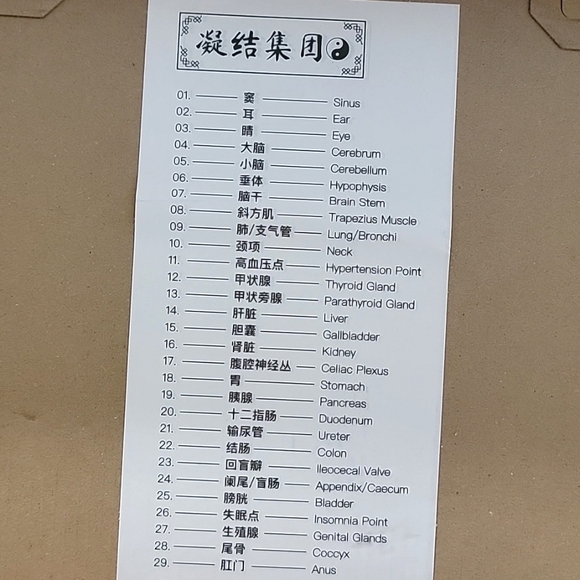 凝结集团
01. 窦 Sinus
02. 耳 Ear
03. 睛 Eye
04. 大脑 Cerebrum
05. 小脑 Cerebellum
06. 垂体 Hypophysis
07. 脑干 Brain Stem
08. 斜方肌 Trapezius Muscle
09. 肺/支气管 Lung/Bronchi
10. 颈项 Neck
11. 高血压点 Hypertension Point
12. 甲状腺 Thyroid Gland
13. 甲状旁腺 Parathyroid Gland
14. 肝脏 Liver
15. 胆囊 Gallbladder
16. 肾脏 Kidney
17. 腹腔神经丛 Celiac Plexus
18. 胃 Stomach
19. 胰腺 Pancreas
20. 十二指肠 Duodenum
21. 输尿管 Ureter
22. 结肠 Colon
23. 回盲瓣 Ileocecal Valve
24. 阑尾/盲肠 Appendix/Caecum
25. 膀胱 Bladder
26. 失眠点 Insomnia Point
27. 生殖腺 Genital Glands
28. 尾骨 Coccyx
29. 肛门 Anus